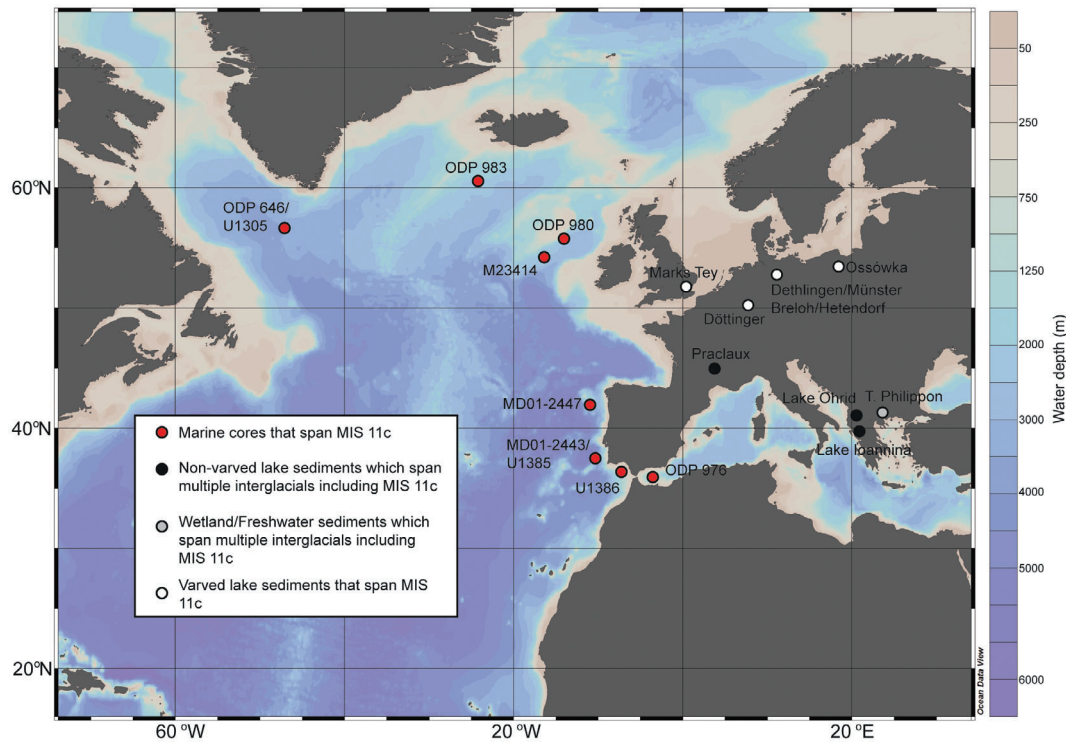 ODP 983
60°N
ODP 646/
U1305
ODP 980
M23414
Marks Tey
Ossówka
Dethlingen/Münster
Breloh/Hetendorf
Döttinger
Praclaux
Lake Ohrid
T. Philippon
Lake Ioannina
MD01-2447
40°N
MD01-2443/
U1385
U1386
ODP 976
Marine cores that span MIS 11c
Non-varved lake sediments which span
multiple interglacials including MIS 11c
Wetland/Freshwater sediments which
span multiple interglacials including
MIS 11c
Varved lake sediments that span MIS
11c
20°N
60 °W
20 °W
20 °E
Ocean Data View
50
250
750
1250
2000
3000
4000
5000
6000
Water depth (m)